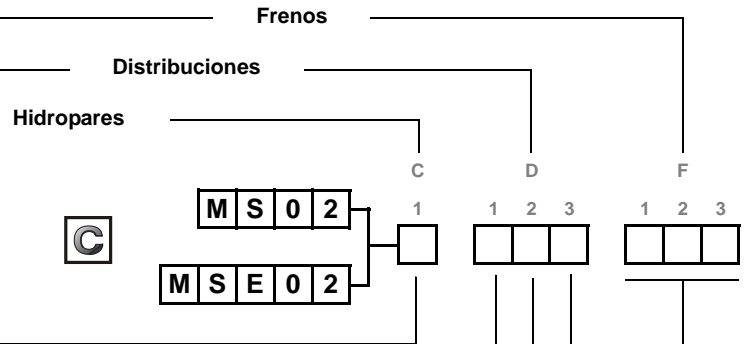 Frenos
Distribuciones
Hidropares
C D F
M S 0 2
1 1 2 3 1 2 3
C
M S E 0 2